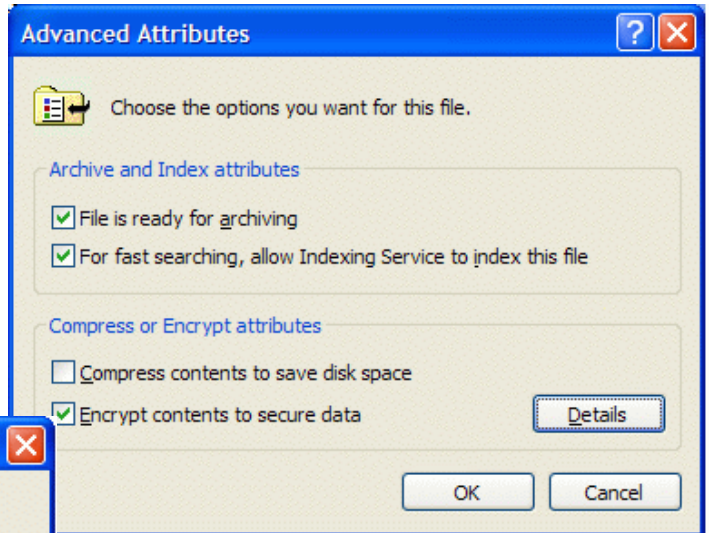 Advanced Attributes
Choose the options you want for this file.
Archive and Index attributes
File is ready for archiving
For fast searching, allow Indexing Service to index this file
Compress or Encrypt attributes
Compress contents to save disk space
Encrypt contents to secure data
Details
OK Cancel